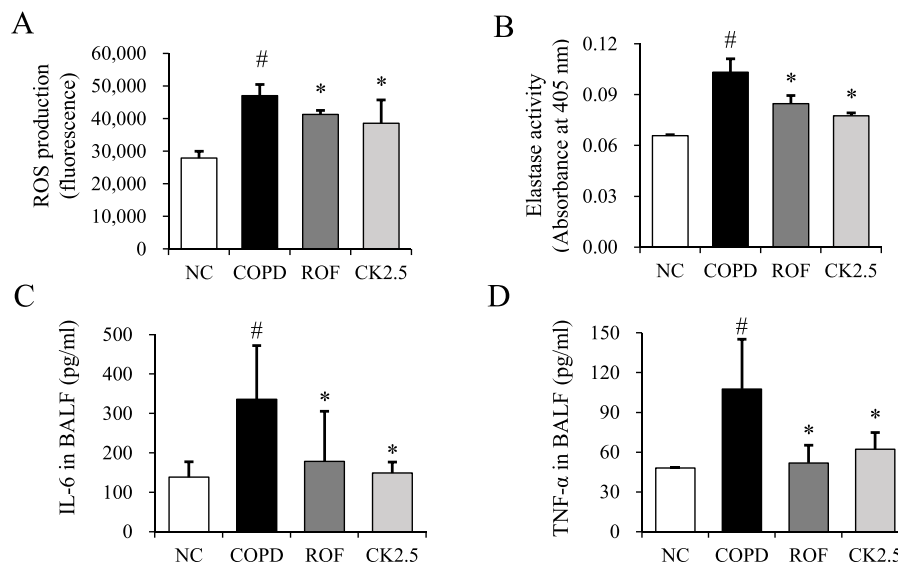 A
ROS production
(fluorescence)
60,000
50,000
40,000
30,000
20,000
10,000
0
#
*
*
NC COPD ROF CK2.5
B
Elastase activity
(Absorbance at 405 nm)
0.12
0.09
0.06
0.03
0.00
#
*
*
NC COPD ROF CK2.5
C
IL-6 in BALF (pg/ml)
500
400
300
200
100
0
#
*
*
NC COPD ROF CK2.5
D
TNF-α in BALF (pg/ml)
150
120
90
60
30
0
#
*
*
NC COPD ROF CK2.5